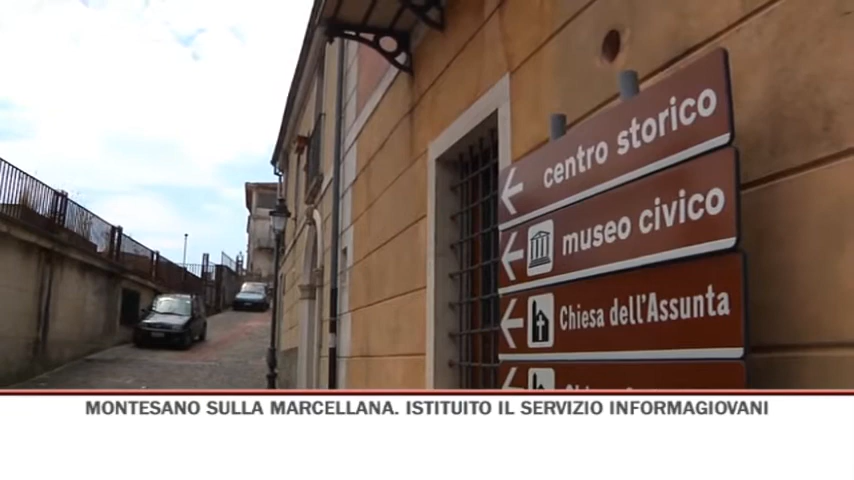 centro storico
museo civico
Chiesa dell'Assunta
MONTESANO SULLA MARCELLANA. ISTITUITO IL SERVIZIO INFORMAGIOVANI